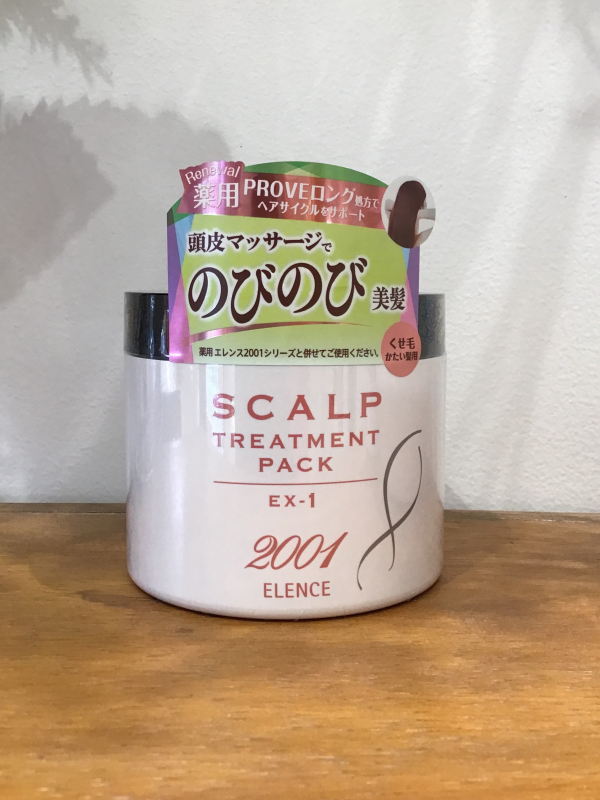 Renewal
薬用 PROVEロング処方で
ヘアサイクルをサポート
頭皮マッサージで
のびのび美髪
薬用 エレンス2001シリーズと併せてご使用ください。
くせ毛
かたい髪用
SCALP
TREATMENT
PACK
EX-1
2001
ELENCE